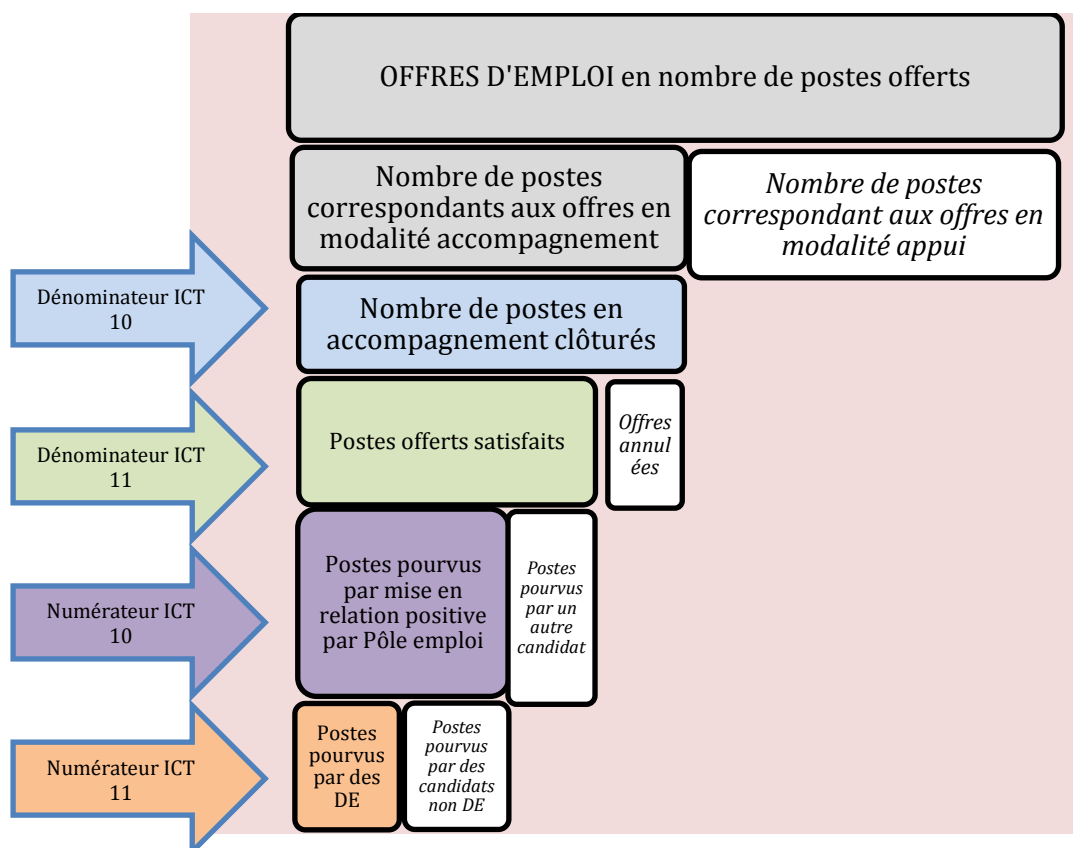 OFFRES D'EMPLOI en nombre de postes offerts
Nombre de postes
correspondants aux offres en
modalité accompagnement
Nombre de postes
correspondant aux offres en
modalité appui
Dénominateur ICT
10
Nombre de postes en
accompagnement clôturés
Dénominateur ICT
11
Postes offerts satisfaits
Offres
annul
ées
Numérateur ICT
10
Postes pourvus
par mise en
relation positive
par Pôle emploi
Postes
pourvus
par un
autre
candidat
Numérateur ICT
11
Postes
pourvus
par des
DE
Postes
pourvus
par des
candidats
non DE